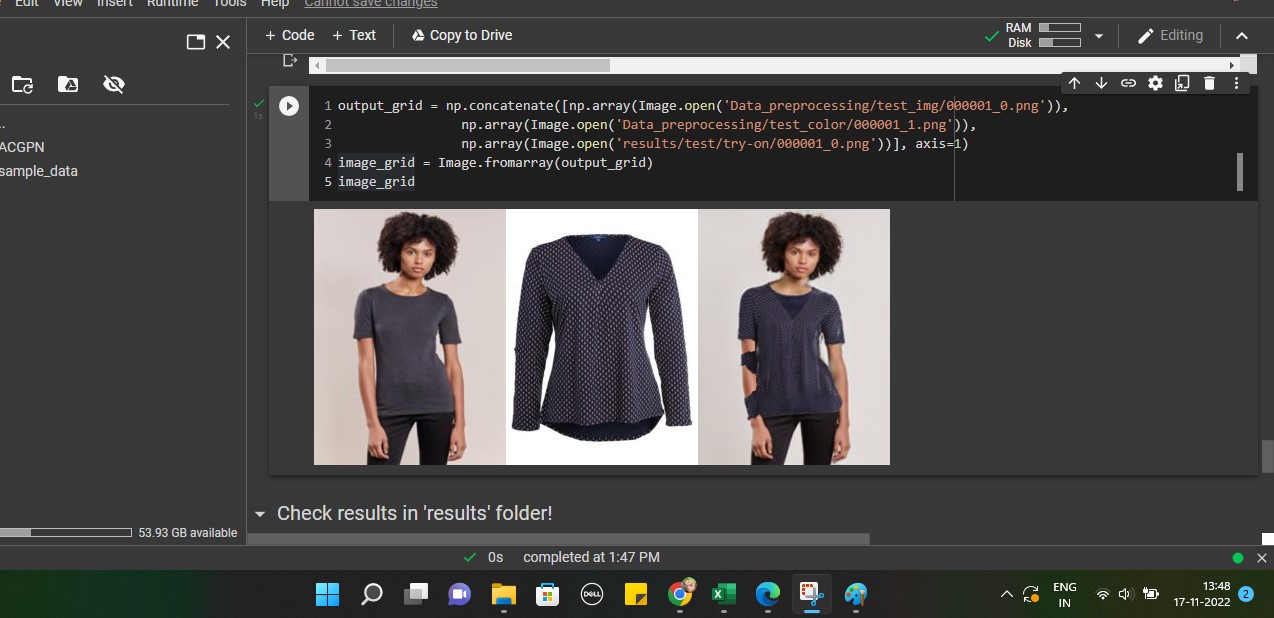 Edit View Insert Runtime Tools Help Cannot save changes
+ Code + Text Copy to Drive
RAM
Disk
Editing
..
ACGPN
sample_data
1s
1 output_grid = np.concatenate([np.array(Image.open('Data_preprocessing/test_img/000001_0.png')),
2 np.array(Image.open('Data_preprocessing/test_color/000001_1.png')),
3 np.array(Image.open('results/test/try-on/000001_0.png'))], axis=1)
4 image_grid = Image.fromarray(output_grid)
5 image_grid
Check results in 'results' folder!
53.93 GB available
0s completed at 1:47 PM
DELL
ENG
IN
13:48
17-11-2022
2